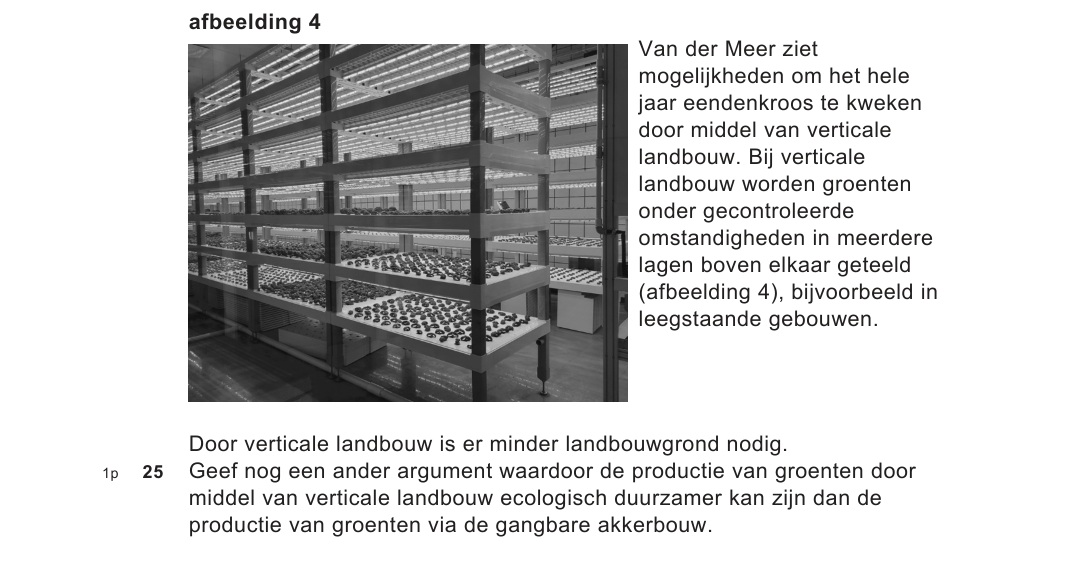 afbeelding 4
Van der Meer ziet
mogelijkheden om het hele
jaar eendenkroos te kweken
door middel van verticale
landbouw. Bij verticale
landbouw worden groenten
onder gecontroleerde
omstandigheden in meerdere
lagen boven elkaar geteeld
(afbeelding 4), bijvoorbeeld in
leegstaande gebouwen.
Door verticale landbouw is er minder landbouwgrond nodig.
1p 25 Geef nog een ander argument waardoor de productie van groenten door
middel van verticale landbouw ecologisch duurzamer kan zijn dan de
productie van groenten via de gangbare akkerbouw.